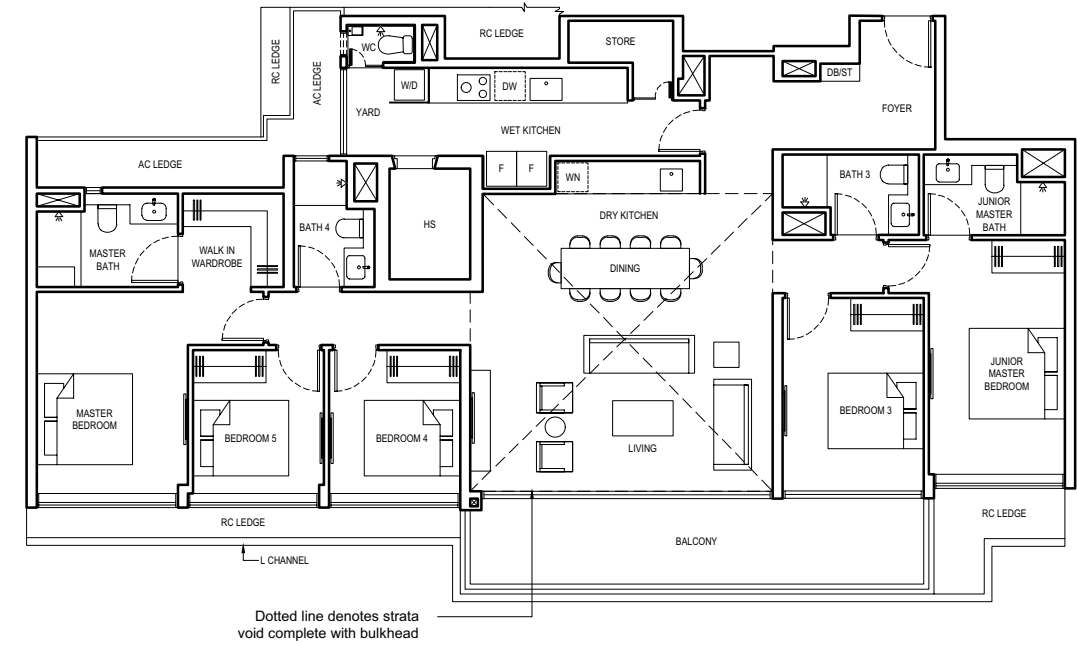 RC LEDGE
STORE
WC
RC LEDGE
AC LEDGE
DB/ST
W/D
DW
YARD
FOYER
WET KITCHEN
AC LEDGE
F
F
WN
BATH 3
JUNIOR
MASTER
BATH
DRY KITCHEN
HS
BATH 4
MASTER
BATH
WALK IN
WARDROBE
DINING
JUNIOR
MASTER
BEDROOM
MASTER
BEDROOM
BEDROOM 5
BEDROOM 4
BEDROOM 3
LIVING
RC LEDGE
RC LEDGE
BALCONY
L CHANNEL
Dotted line denotes strata
void complete with bulkhead